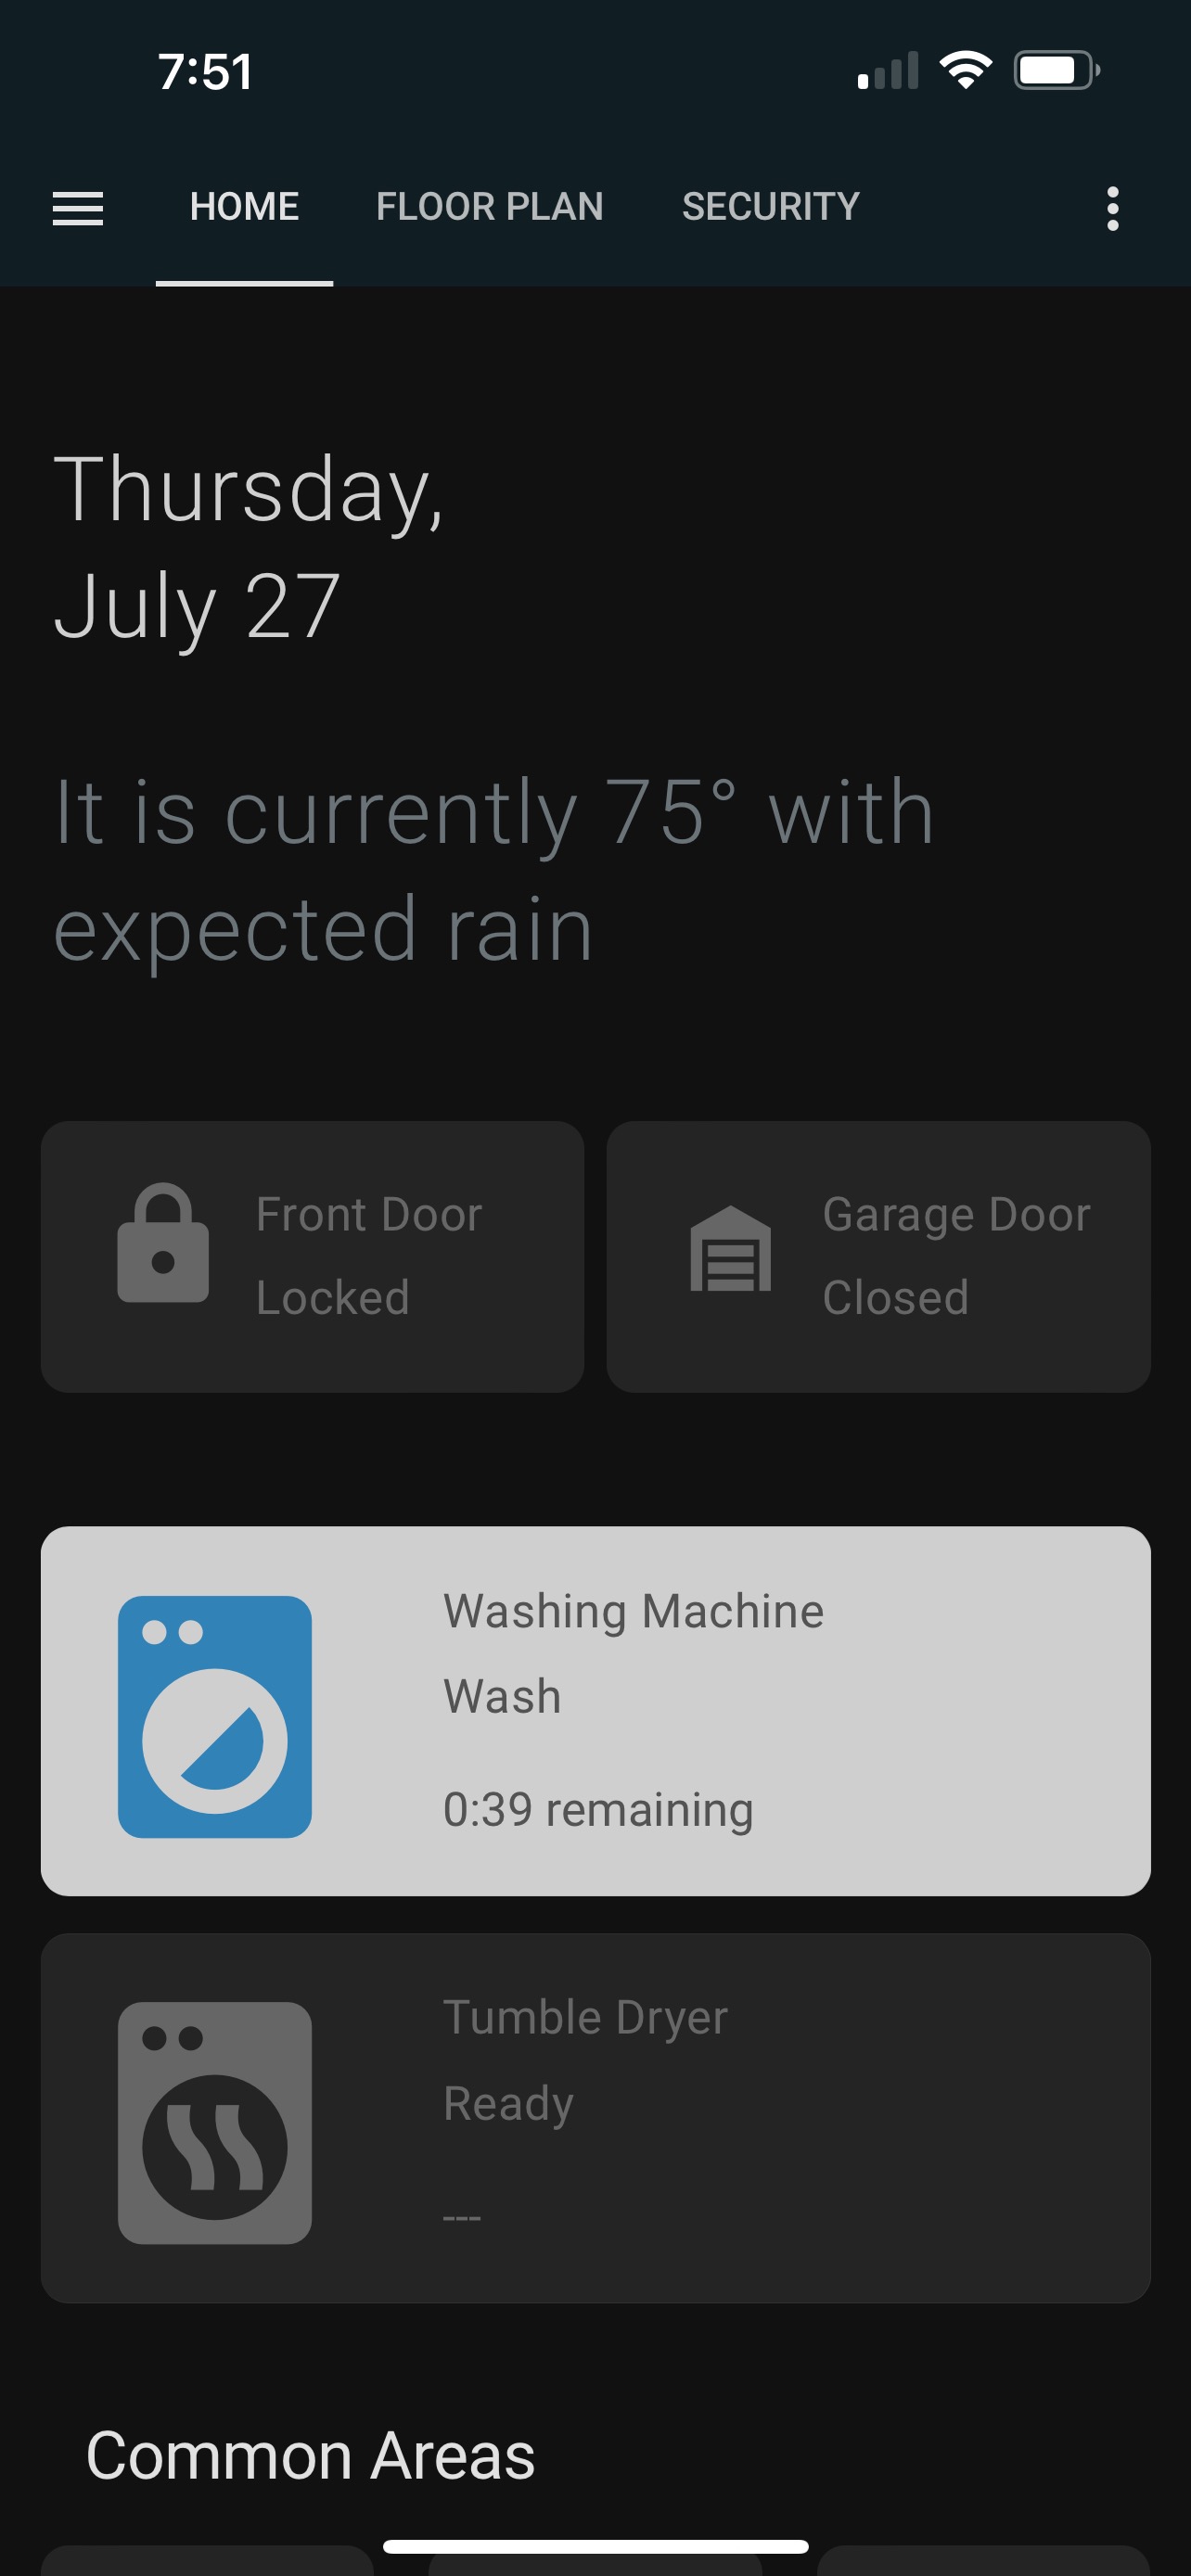 7:51
HOME FLOOR PLAN SECURITY
Thursday,
July 27
It is currently 75° with
expected rain
Front Door
Locked
Garage Door
Closed
Washing Machine
Wash
0:39 remaining
Tumble Dryer
Ready
---
Common Areas